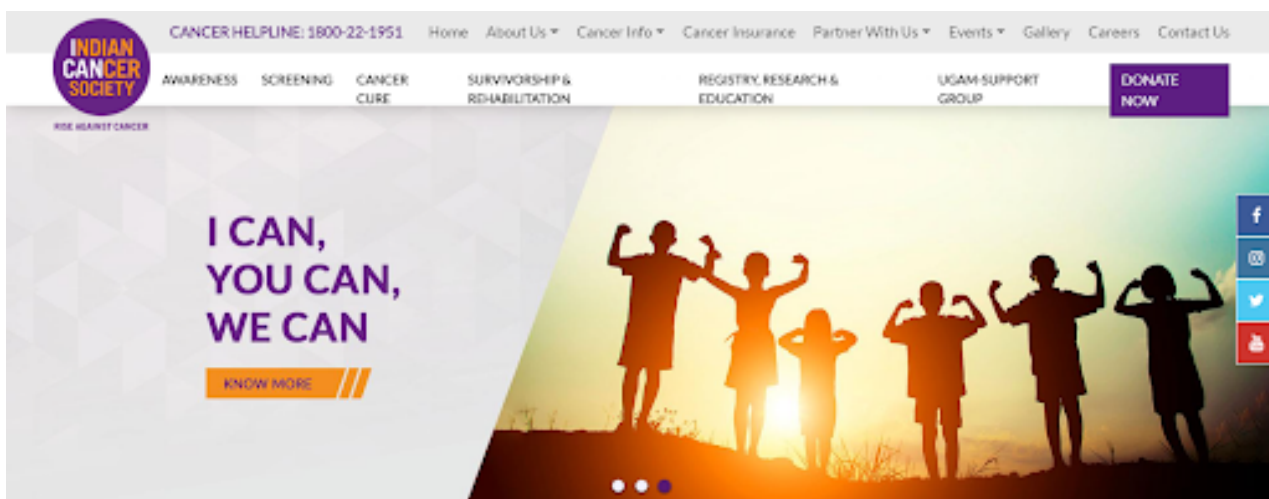 INDIAN
CANCER
SOCIETY
RISE AGAINST CANCER
CANCER HELPLINE: 1800-22-1951 Home About Us Cancer Info Cancer Insurance Partner With Us Events Gallery Careers Contact Us
AWARENESS SCREENING CANCER CURE SURVIVORSHIP & REHABILITATION REGISTRY, RESEARCH & EDUCATION UGAM-SUPPORT GROUP DONATE NOW
I CAN,
YOU CAN,
WE CAN
KNOW MORE